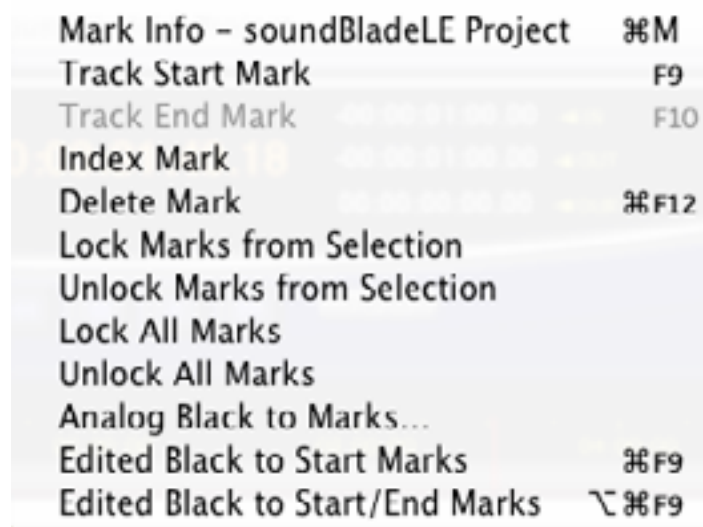 Mark Info – soundBladeLE Project ⌘M
Track Start Mark F9
Track End Mark F10
Index Mark
Delete Mark ⌘F12
Lock Marks from Selection
Unlock Marks from Selection
Lock All Marks
Unlock All Marks
Analog Black to Marks...
Edited Black to Start Marks ⌘F9
Edited Black to Start/End Marks ⌥⌘F9